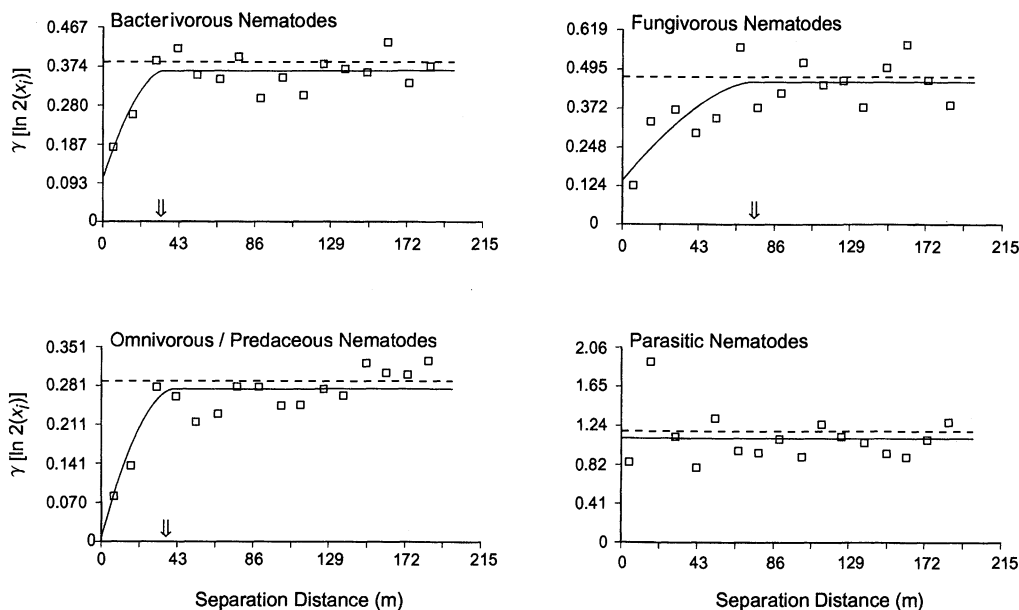 Bacterivorous Nematodes
γ [ln 2(xi)]
0.467
0.374
0.280
0.187
0.093
0
0 43 86 129 172 215
Fungivorous Nematodes
0.619
0.495
0.372
0.248
0.124
0
0 43 86 129 172 215
Omnivorous / Predaceous Nematodes
γ [ln 2(xi)]
0.351
0.281
0.211
0.141
0.070
0
0 43 86 129 172 215
Separation Distance (m)
Parasitic Nematodes
2.06
1.65
1.24
0.82
0.41
0
0 43 86 129 172 215
Separation Distance (m)